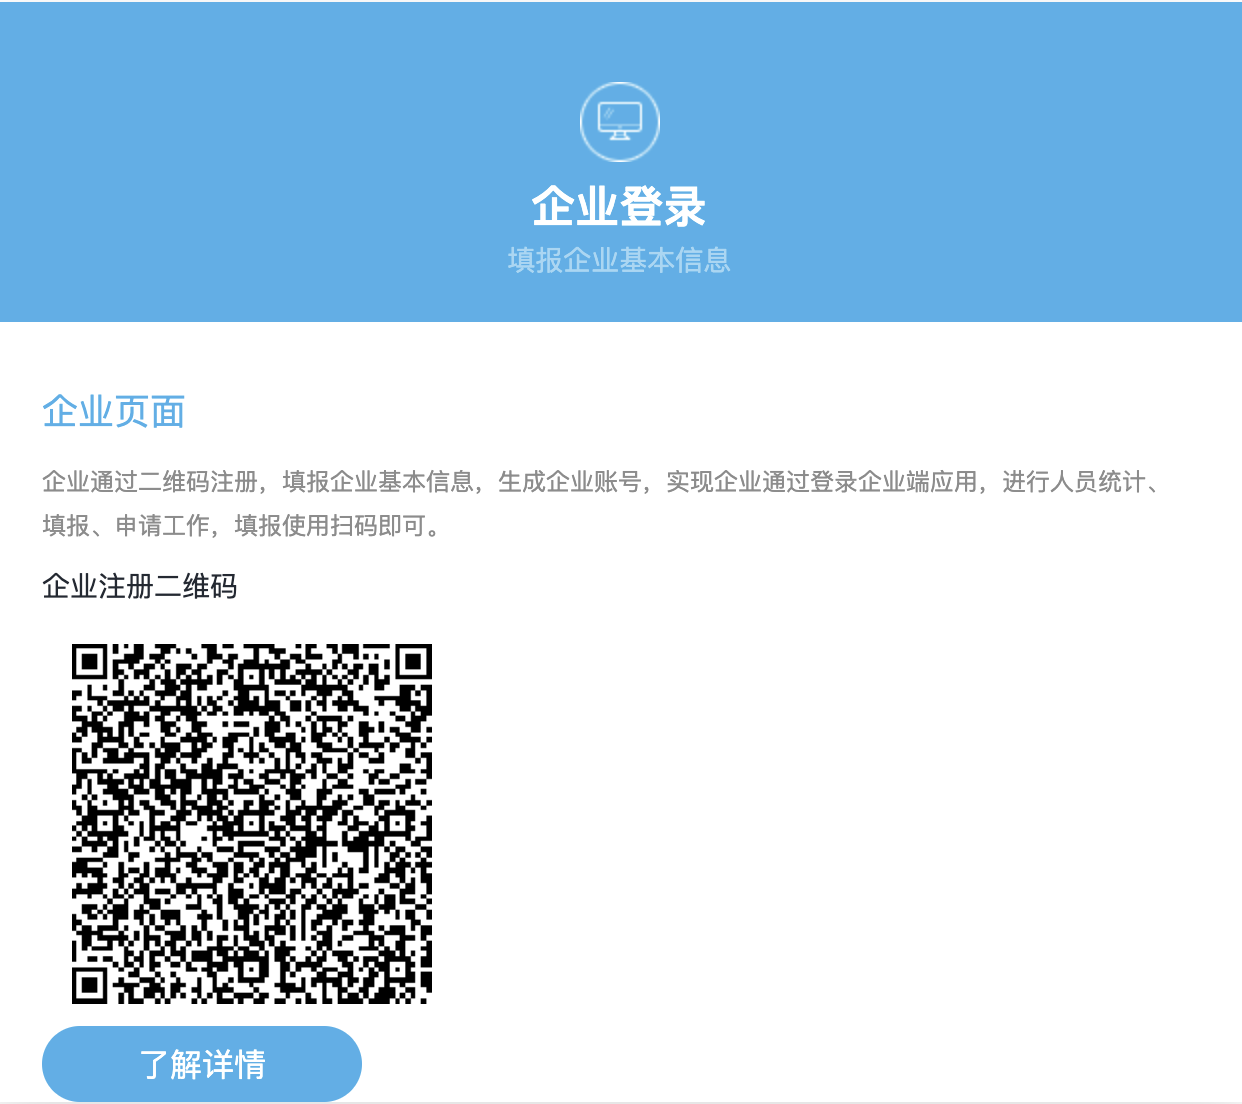 企业登录
填报企业基本信息
企业页面
企业通过二维码注册，填报企业基本信息，生成企业账号，实现企业通过登录企业端应用，进行人员统计、
填报、申请工作，填报使用扫码即可。
企业注册二维码
了解详情